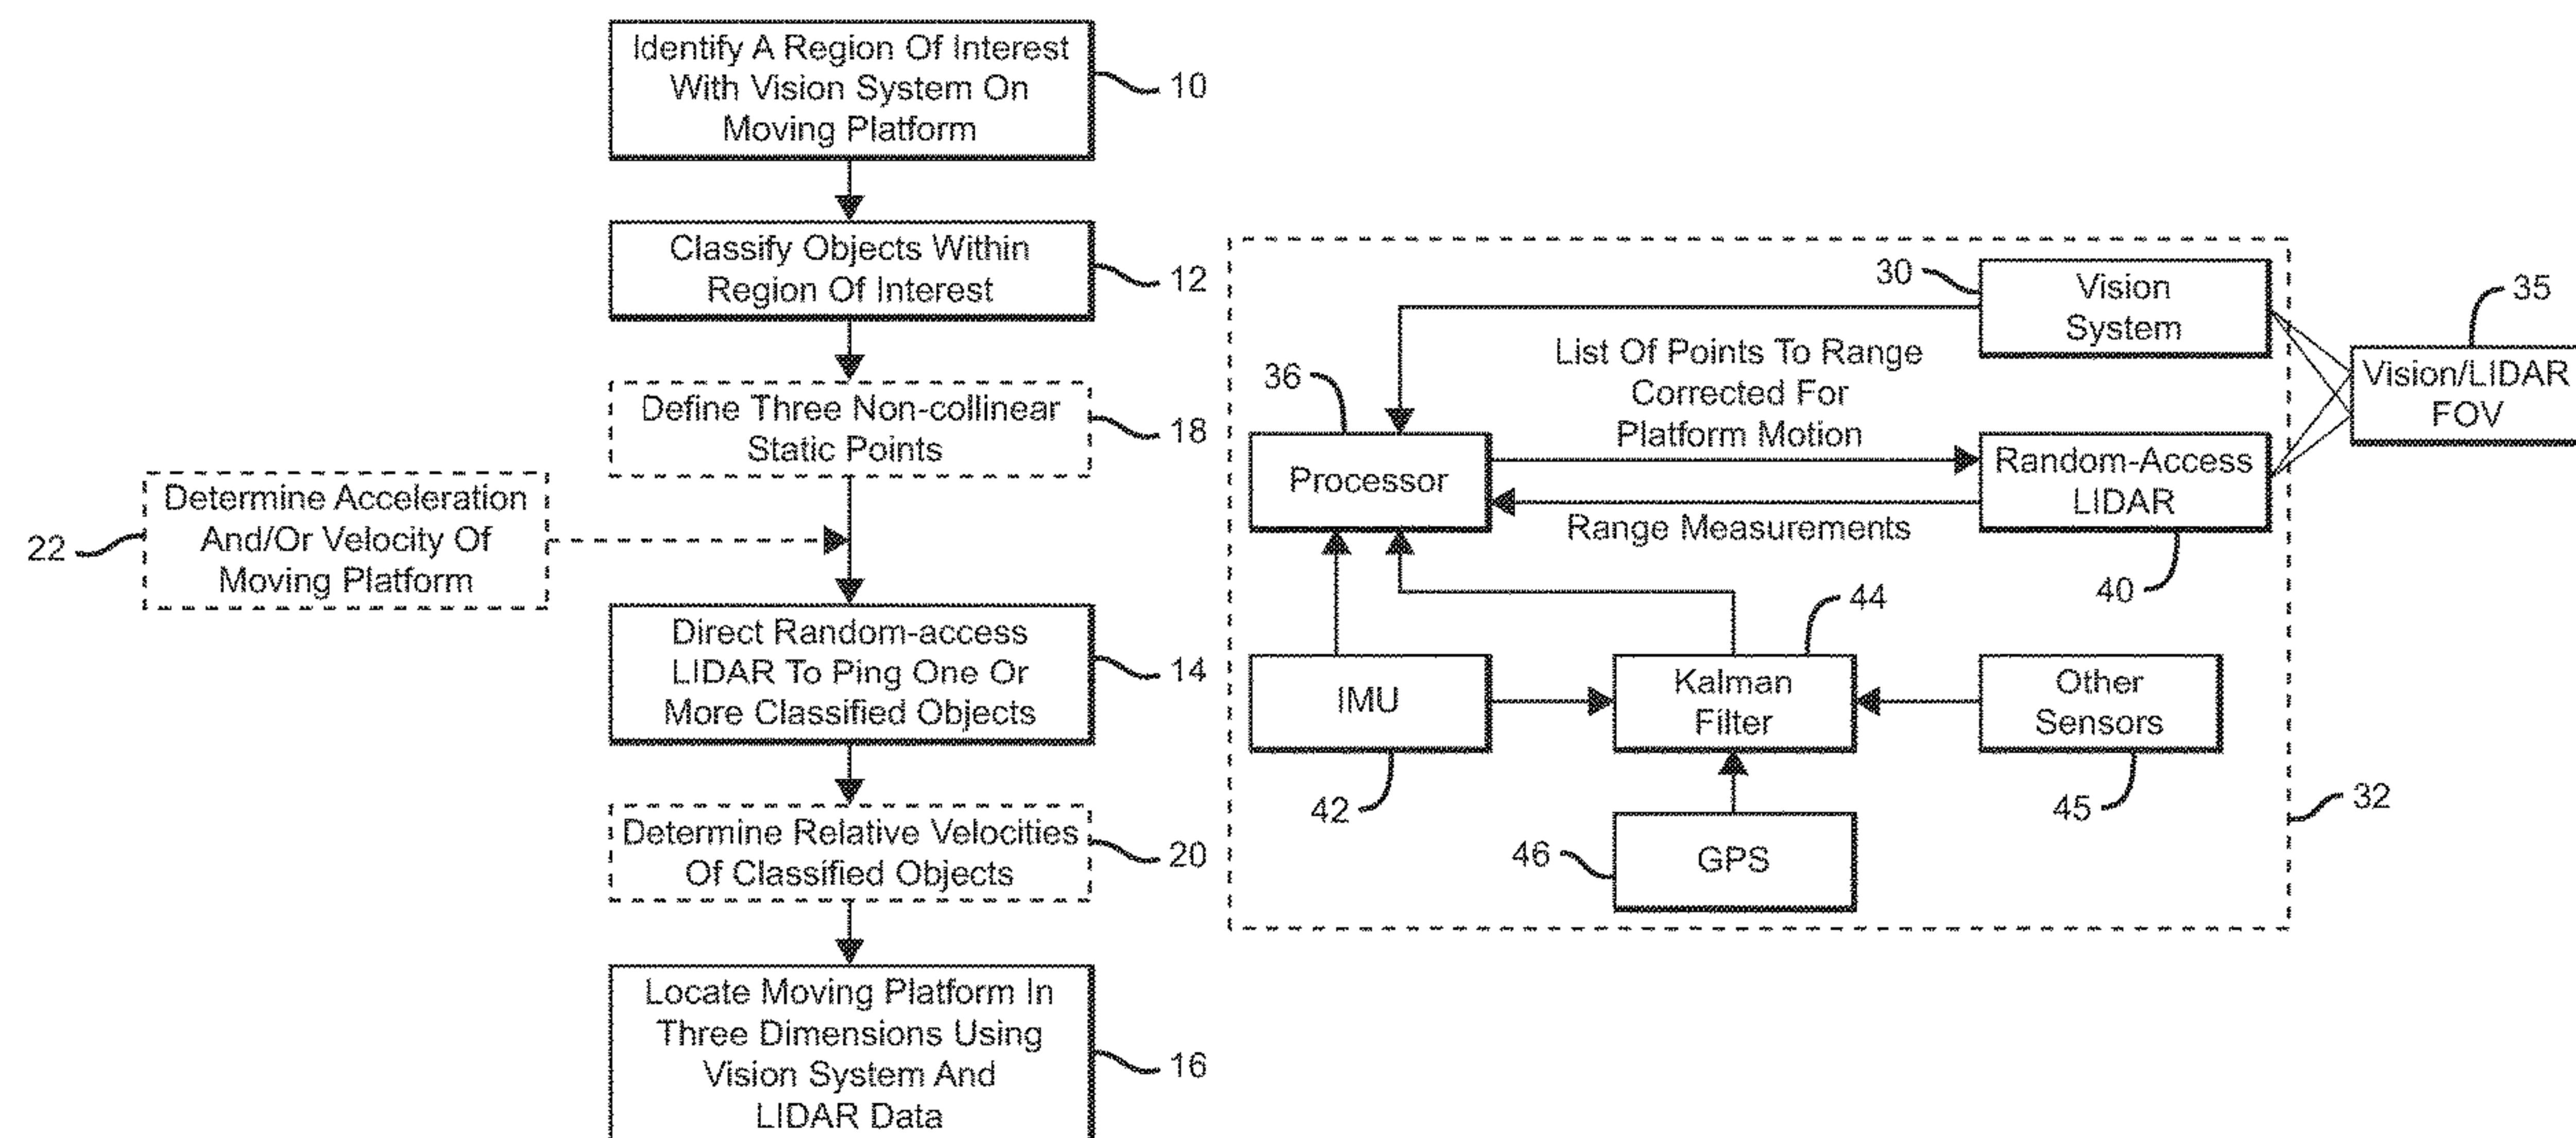 Identify A Region Of Interest
With Vision System On
Moving Platform
10
Classify Objects Within
Region Of Interest
12
Define Three Non-collinear
Static Points
18
Determine Acceleration
And/Or Velocity Of
Moving Platform
22
Direct Random-access
LIDAR To Ping One Or
More Classified Objects
14
Determine Relative Velocities
Of Classified Objects
20
Locate Moving Platform In
Three Dimensions Using
Vision System And
LIDAR Data
16
30
Vision
System
35
Vision/LIDAR
FOV
List Of Points To Range
Corrected For
Platform Motion
36
Processor
Random-Access
LIDAR
Range Measurements
40
44
IMU
Kalman
Filter
Other
Sensors
42
45
32
46
GPS